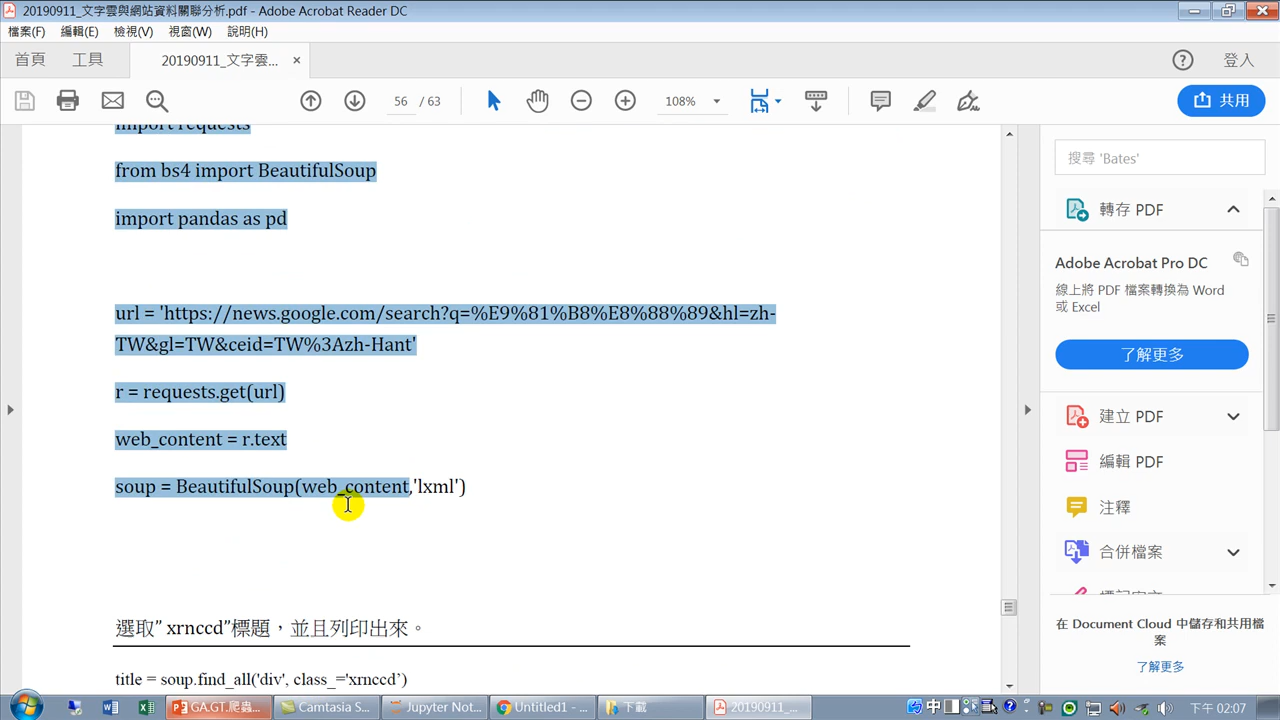 20190911_文字雲與網站資料關聯分析.pdf - Adobe Acrobat Reader DC
檔案(F) 編輯(E) 檢視(V) 視窗(W) 說明(H)
首頁 工具 20190911_文字雲... × 登入
56 / 63 108% 共用
import requests
from bs4 import BeautifulSoup
import pandas as pd
url = 'https://news.google.com/search?q=%E9%81%B8%E8%88%89&hl=zh-
TW&gl=TW&ceid=TW%3Azh-Hant'
r = requests.get(url)
web_content = r.text
soup = BeautifulSoup(web_content,'lxml')
選取” xrnccd”標題，並且列印出來。
title = soup.find_all('div', class_='xrnccd’)
搜尋 'Bates'
轉存 PDF
Adobe Acrobat Pro DC
線上將 PDF 檔案轉換為 Word
或 Excel
了解更多
建立 PDF
編輯 PDF
注釋
合併檔案
在 Document Cloud 中儲存和共用檔
案
了解更多
GA.GT.爬蟲... Camtasia S... Jupyter Not... Untitled1 - ... 下載 20190911_... 中 下午 02:07